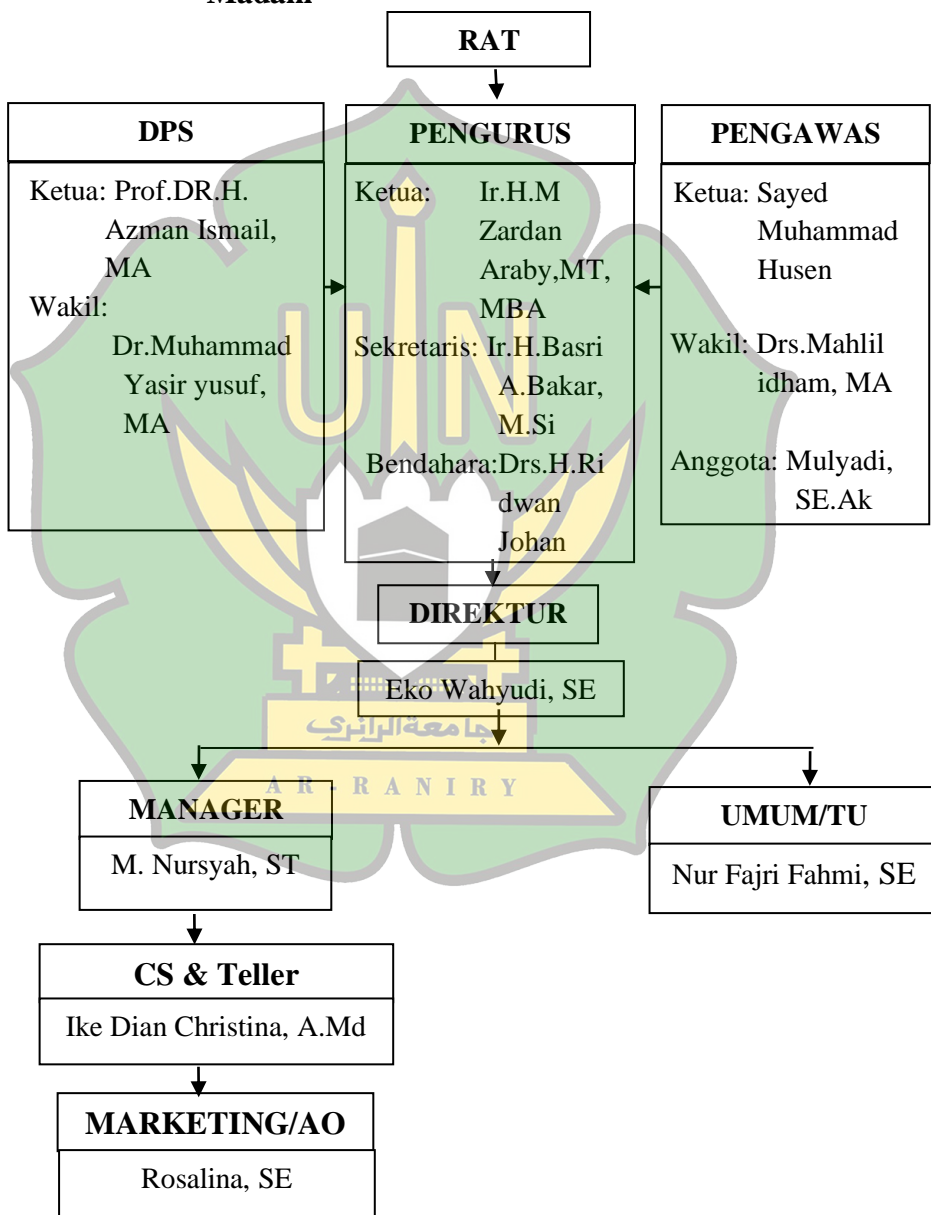 Madani
RAT
DPS
Ketua: Prof.DR.H.
Azman Ismail,
MA
Wakil:
Dr.Muhammad
Yasir yusuf,
MA
PENGURUS
Ketua: Ir.H.M
Zardan
Araby,MT,
MBA
Sekretaris: Ir.H.Basri
A.Bakar,
M.Si
Bendahara:Drs.H.Ri
dwan
Johan
PENGAWAS
Ketua: Sayed
Muhammad
Husen
Wakil: Drs.Mahlil
idham, MA
Anggota: Mulyadi,
SE.Ak
UIN
DIREKTUR
Eko Wahyudi, SE
جامعة الرانري
AR-RANIRY
MANAGER
M. Nursyah, ST
UMUM/TU
Nur Fajri Fahmi, SE
CS & Teller
Ike Dian Christina, A.Md
MARKETING/AO
Rosalina, SE